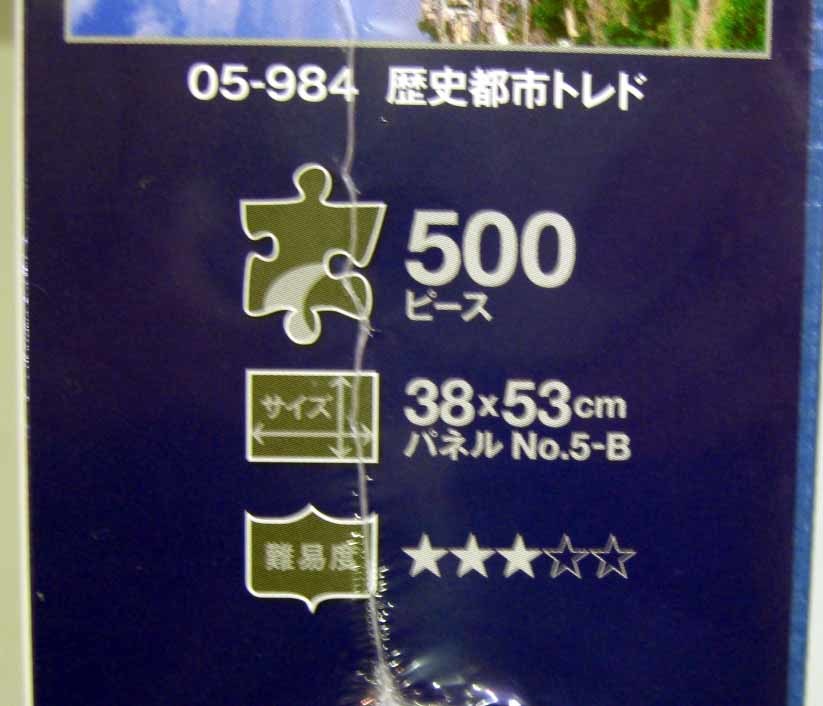 05-984 歴史都市トレド
500
ピース
サイズ
38×53cm
パネル No.5-B
難易度
★★★☆☆